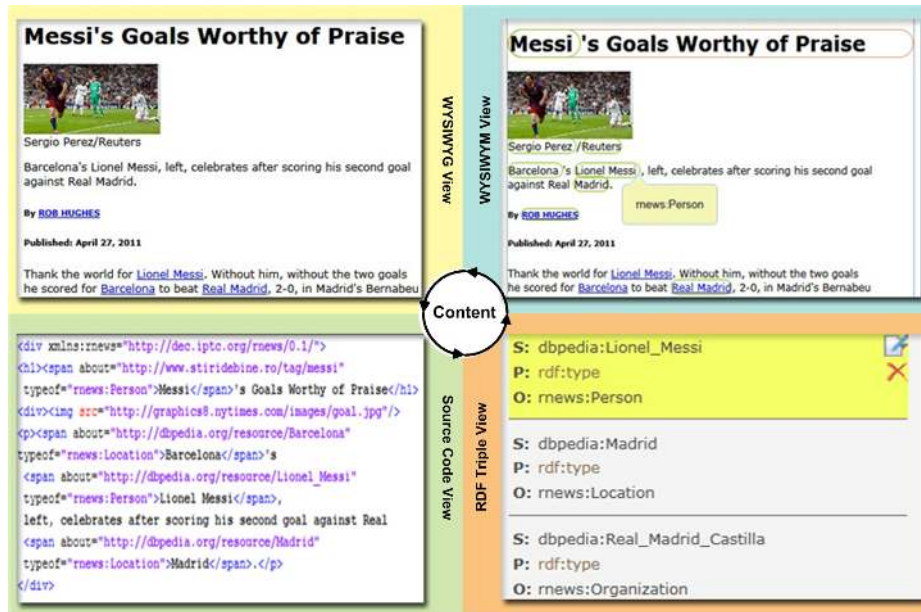 Messi's Goals Worthy of Praise
Sergio Perez/Reuters
Barcelona's Lionel Messi, left, celebrates after scoring his second goal
against Real Madrid.
By ROB HUGHES
Published: April 27, 2011
Thank the world for Lionel Messi. Without him, without the two goals
he scored for Barcelona to beat Real Madrid, 2-0, in Madrid's Bernabeu
WYSIWYG View
WYSIWYM View
Messi 's Goals Worthy of Praise
Sergio Perez /Reuters
Barcelona 's Lionel Messi , left, celebrates after scoring his second goal
against Real Madrid.
rnews:Person
By ROB HUGHES
Published: April 27, 2011
Thank the world for Lionel Messi. Without him, without the two goals
he scored for Barcelona to beat Real Madrid, 2-0, in Madrid's Bernabeu
Content
<div xmlns:rnews="http://dec.iptc.org/rnews/0.1/">
<h1><span about="http://www.stiridebine.ro/tag/messi"
typeof="rnews:Person">Messi</span>'s Goals Worthy of Praise</h1>
<div><img src="http://graphics8.nytimes.com/images/goal.jpg"/>
<p><span about="http://dbpedia.org/resource/Barcelona"
typeof="rnews:Location">Barcelona</span>'s
<span about="http://dbpedia.org/resource/Lionel_Messi"
typeof="rnews:Person">Lionel Messi</span>,
left, celebrates after scoring his second goal against Real
<span about="http://dbpedia.org/resource/Madrid"
typeof="rnews:Location">Madrid</span>.</p>
</div>
Source Code View
RDF Triple View
S: dbpedia:Lionel_Messi
P: rdf:type
O: rnews:Person
S: dbpedia:Madrid
P: rdf:type
O: rnews:Location
S: dbpedia:Real_Madrid_Castilla
P: rdf:type
O: rnews:Organization